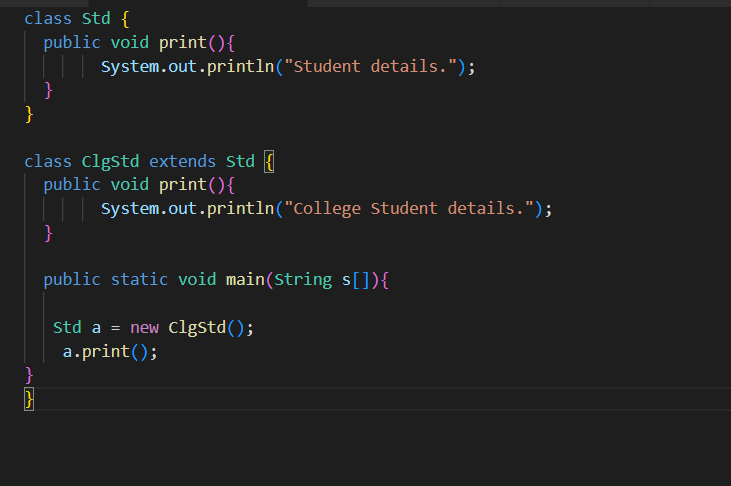 class Std {
public void print(){
System.out.println("Student details.");
}
}
class ClgStd extends Std {
public void print(){
System.out.println("College Student details.");
}
public static void main(String s[]){
Std a = new ClgStd();
a.print();
}
}